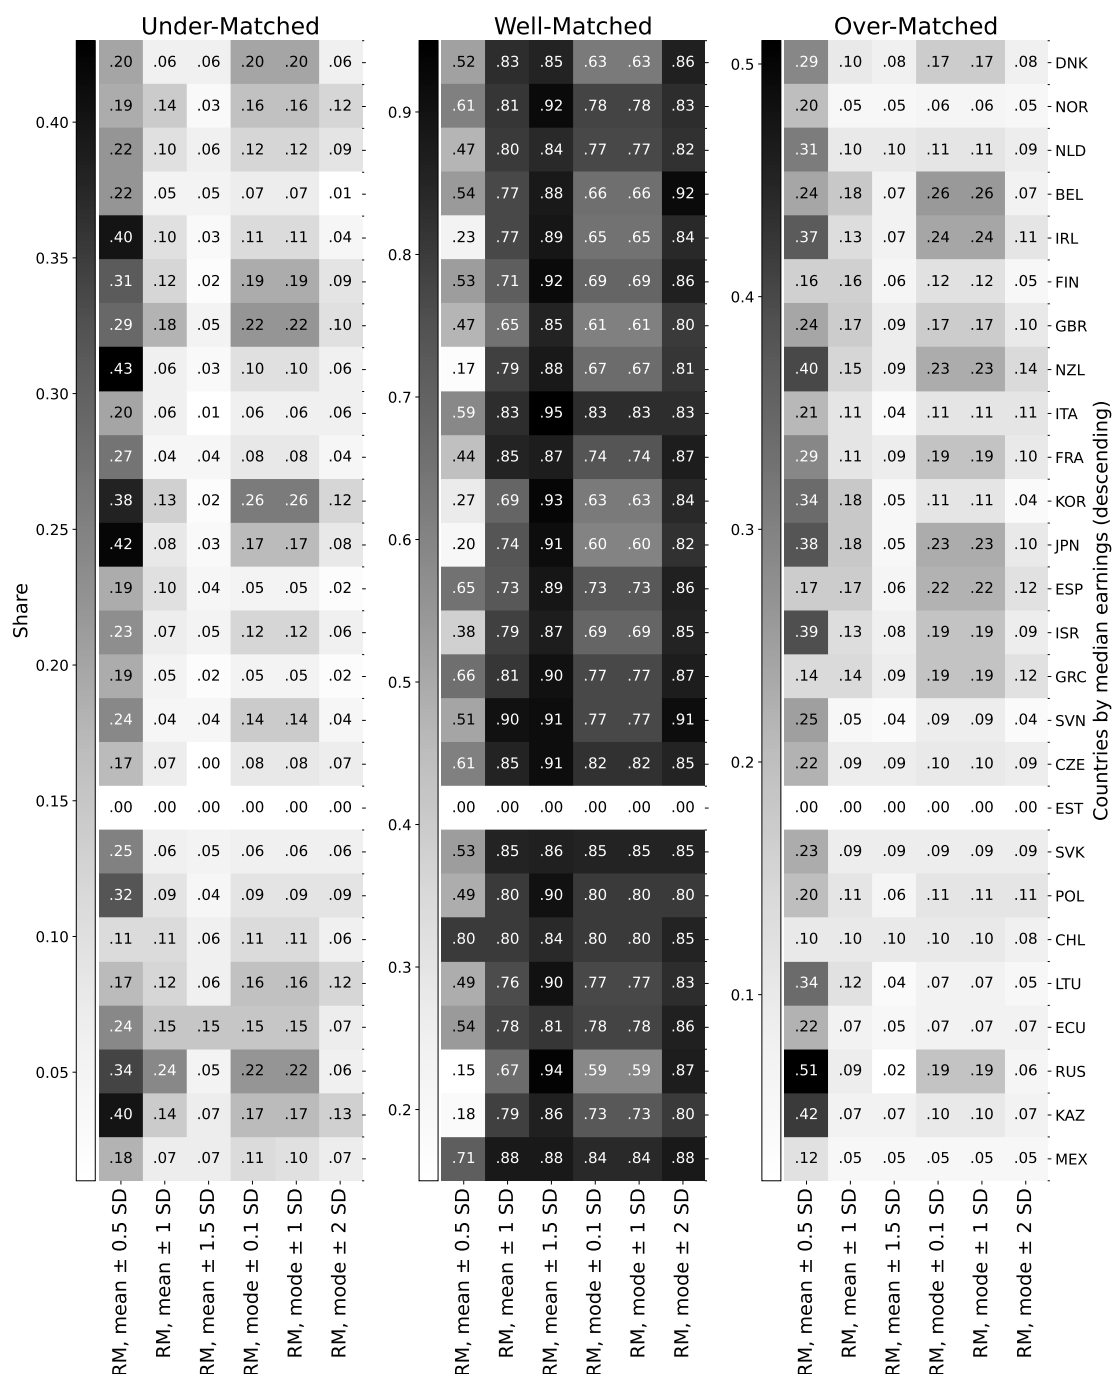 Under-Matched Well-Matched Over-Matched
.20 .06 .06 .20 .20 .06 .52 .83 .85 .63 .63 .86 .29 .10 .08 .17 .17 .08 DNK
.19 .14 .03 .16 .16 .12 .61 .81 .92 .78 .78 .83 .20 .05 .05 .06 .06 .05 NOR
.22 .10 .06 .12 .12 .09 .47 .80 .84 .77 .77 .82 .31 .10 .10 .11 .11 .09 NLD
.22 .05 .05 .07 .07 .01 .54 .77 .88 .66 .66 .92 .24 .18 .07 .26 .26 .07 BEL
.40 .10 .03 .11 .11 .04 .23 .77 .89 .65 .65 .84 .37 .13 .07 .24 .24 .11 IRL
.31 .12 .02 .19 .19 .09 .53 .71 .92 .69 .69 .86 .16 .16 .06 .12 .12 .05 FIN
.29 .18 .05 .22 .22 .10 .47 .65 .85 .61 .61 .80 .24 .17 .09 .17 .17 .10 GBR
.43 .06 .03 .10 .10 .06 .17 .79 .88 .67 .67 .81 .40 .15 .09 .23 .23 .14 NZL
.20 .06 .01 .06 .06 .06 .59 .83 .95 .83 .83 .83 .21 .11 .04 .11 .11 .11 ITA
.27 .04 .04 .08 .08 .04 .44 .85 .87 .74 .74 .87 .29 .11 .09 .19 .19 .10 FRA
.38 .13 .02 .26 .26 .12 .27 .69 .93 .63 .63 .84 .34 .18 .05 .11 .11 .04 KOR
.42 .08 .03 .17 .17 .08 .20 .74 .91 .60 .60 .82 .38 .18 .05 .23 .23 .10 JPN
.19 .10 .04 .05 .05 .02 .65 .73 .89 .73 .73 .86 .17 .17 .06 .22 .22 .12 ESP
.23 .07 .05 .12 .12 .06 .38 .79 .87 .69 .69 .85 .39 .13 .08 .19 .19 .09 ISR
.19 .05 .02 .05 .05 .02 .66 .81 .90 .77 .77 .87 .14 .14 .09 .19 .19 .12 GRC
.24 .04 .04 .14 .14 .04 .51 .90 .91 .77 .77 .91 .25 .05 .04 .09 .09 .04 SVN
.17 .07 .00 .08 .08 .07 .61 .85 .91 .82 .82 .85 .22 .09 .09 .10 .10 .09 CZE
.00 .00 .00 .00 .00 .00 .00 .00 .00 .00 .00 .00 .00 .00 .00 .00 .00 .00 EST
.25 .06 .05 .06 .06 .06 .53 .85 .86 .85 .85 .85 .23 .09 .09 .09 .09 .09 SVK
.32 .09 .04 .09 .09 .09 .49 .80 .90 .80 .80 .80 .20 .11 .06 .11 .11 .11 POL
.11 .11 .06 .11 .11 .06 .80 .80 .84 .80 .80 .85 .10 .10 .10 .10 .10 .08 CHL
.17 .12 .06 .16 .16 .12 .49 .76 .90 .77 .77 .83 .34 .12 .04 .07 .07 .05 LTU
.24 .15 .15 .15 .15 .07 .54 .78 .81 .78 .78 .86 .22 .07 .05 .07 .07 .07 ECU
.34 .24 .05 .22 .22 .06 .15 .67 .94 .59 .59 .87 .51 .09 .02 .19 .19 .06 RUS
.40 .14 .07 .17 .17 .13 .18 .79 .86 .73 .73 .80 .42 .07 .07 .10 .10 .07 KAZ
.18 .07 .07 .11 .10 .07 .71 .88 .88 .84 .84 .88 .12 .05 .05 .05 .05 .05 MEX
Share
0.40
0.35
0.30
0.25
0.20
0.15
0.10
0.05
0.9
0.8
0.7
0.6
0.5
0.4
0.3
0.2
0.5
0.4
0.3
0.2
0.1
Countries by median earnings (descending)
RM, mean ± 0.5 SD
RM, mean ± 1 SD
RM, mean ± 1.5 SD
RM, mode ± 0.1 SD
RM, mode ± 1 SD
RM, mode ± 2 SD
RM, mean ± 0.5 SD
RM, mean ± 1 SD
RM, mean ± 1.5 SD
RM, mode ± 0.1 SD
RM, mode ± 1 SD
RM, mode ± 2 SD
RM, mean ± 0.5 SD
RM, mean ± 1 SD
RM, mean ± 1.5 SD
RM, mode ± 0.1 SD
RM, mode ± 1 SD
RM, mode ± 2 SD